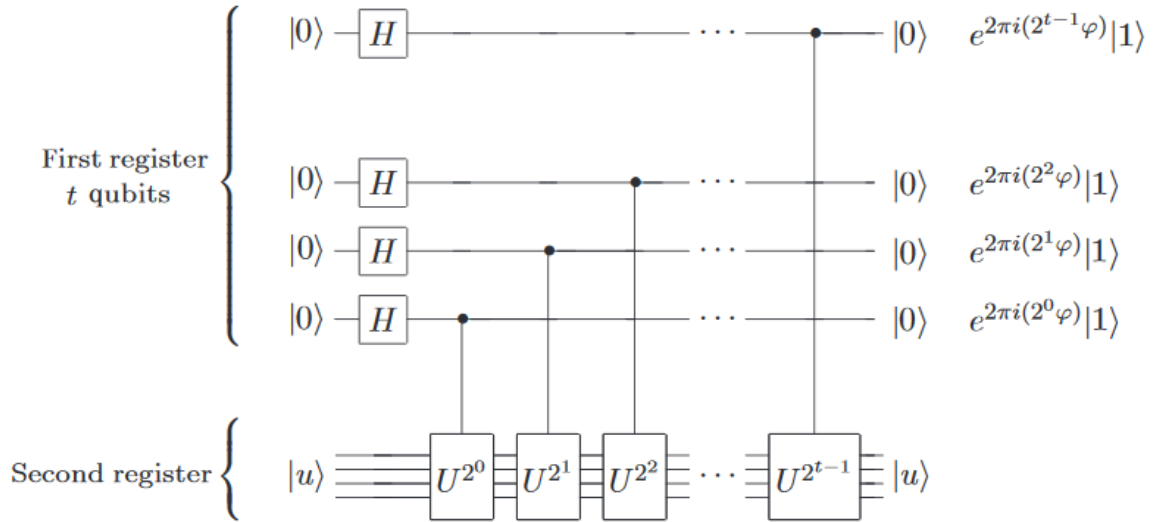 |0⟩ H ··· |0⟩ e^{2πi(2^{t−1}φ)}|1⟩
First register
t qubits
|0⟩ H ··· |0⟩ e^{2πi(2^2φ)}|1⟩
|0⟩ H ··· |0⟩ e^{2πi(2^1φ)}|1⟩
|0⟩ H ··· |0⟩ e^{2πi(2^0φ)}|1⟩
Second register |u⟩ U^{2^0} U^{2^1} U^{2^2} ··· U^{2^{t−1}} |u⟩